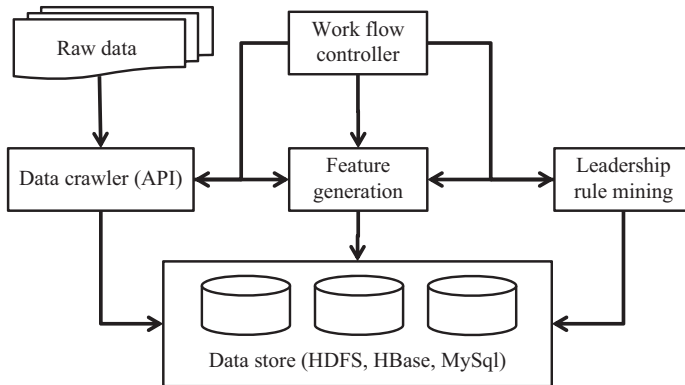 Raw data
Work flow
controller
Data crawler (API)
Feature
generation
Leadership
rule mining
Data store (HDFS, HBase, MySql)